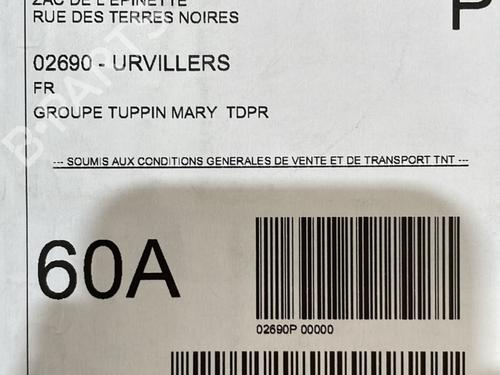 ZAC DE L'EPINETTE
RUE DES TERRES NOIRES
P
02690 - URVILLERS
FR
GROUPE TUPPIN MARY TDPR
--- SOUMIS AUX CONDITIONS GENERALES DE VENTE ET DE TRANSPORT TNT ---
60A
02690P 00000
B-PARTS